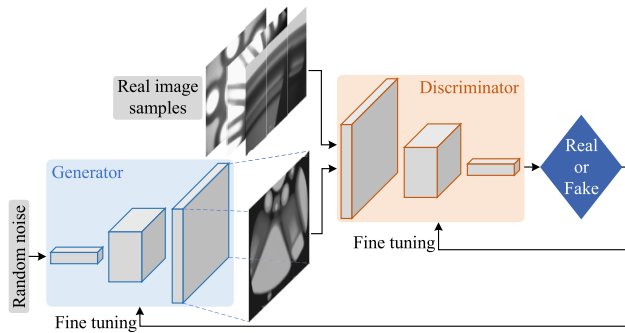 Real image
samples
Discriminator
Generator
Real
or
Fake
Random noise
Fine tuning
Fine tuning